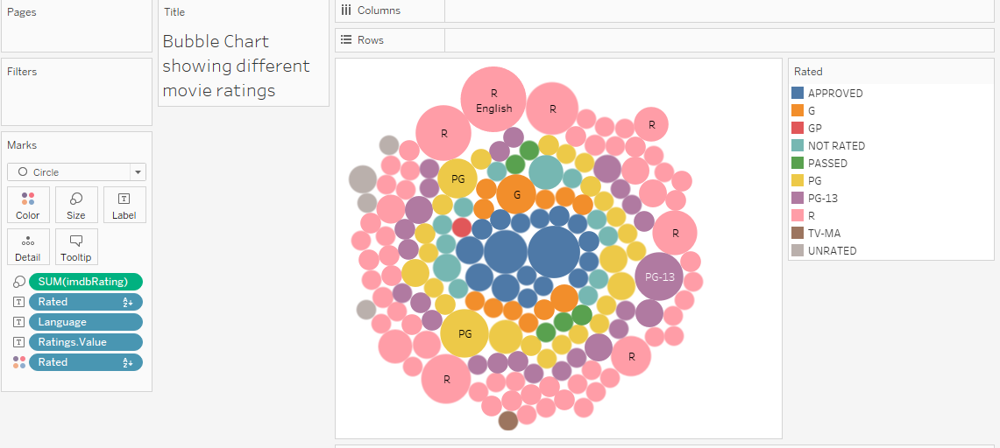 Pages
Filters
Marks
Circle
Color
Size
Label
Detail
Tooltip
SUM(imdbRating)
Rated
Language
Ratings.Value
Rated
Title
Bubble Chart
showing different
movie ratings
Columns
Rows
R
English
R
R
R
PG
G
R
PG-13
PG
R
R
Rated
APPROVED
G
GP
NOT RATED
PASSED
PG
PG-13
R
TV-MA
UNRATED